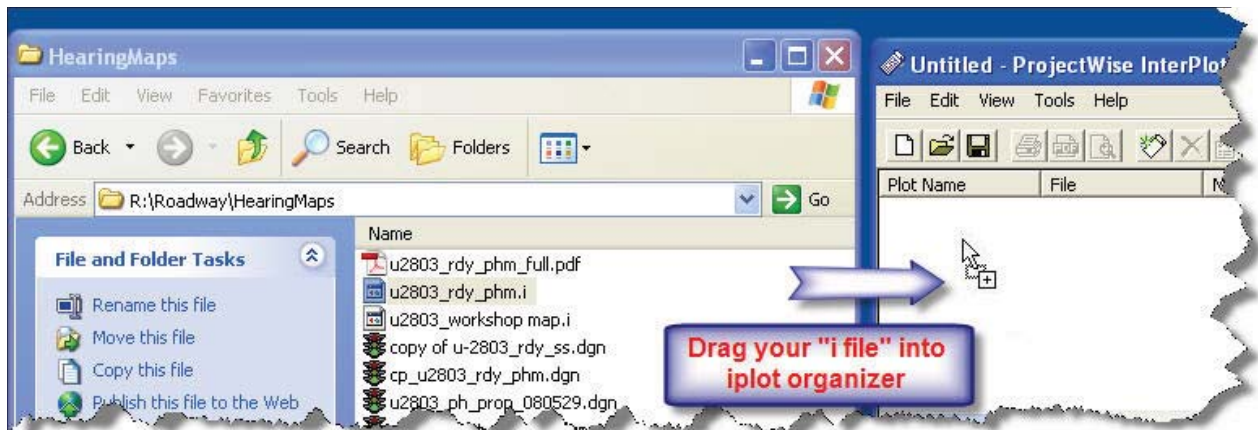 HearingMaps
File Edit View Favorites Tools Help
Back Search Folders
Address R:\Roadway\HearingMaps Go
File and Folder Tasks
Rename this file
Move this file
Copy this file
Publish this file to the Web
Name
u2803_rdy_phm_full.pdf
u2803_rdy_phm.i
u2803_workshop map.i
copy of u-2803_rdy_ss.dgn
cp_u2803_rdy_phm.dgn
u2803_ph_prop_080529.dgn
Drag your "i file" into
iplot organizer
Untitled - ProjectWise InterPlot
File Edit View Tools Help
Plot Name File